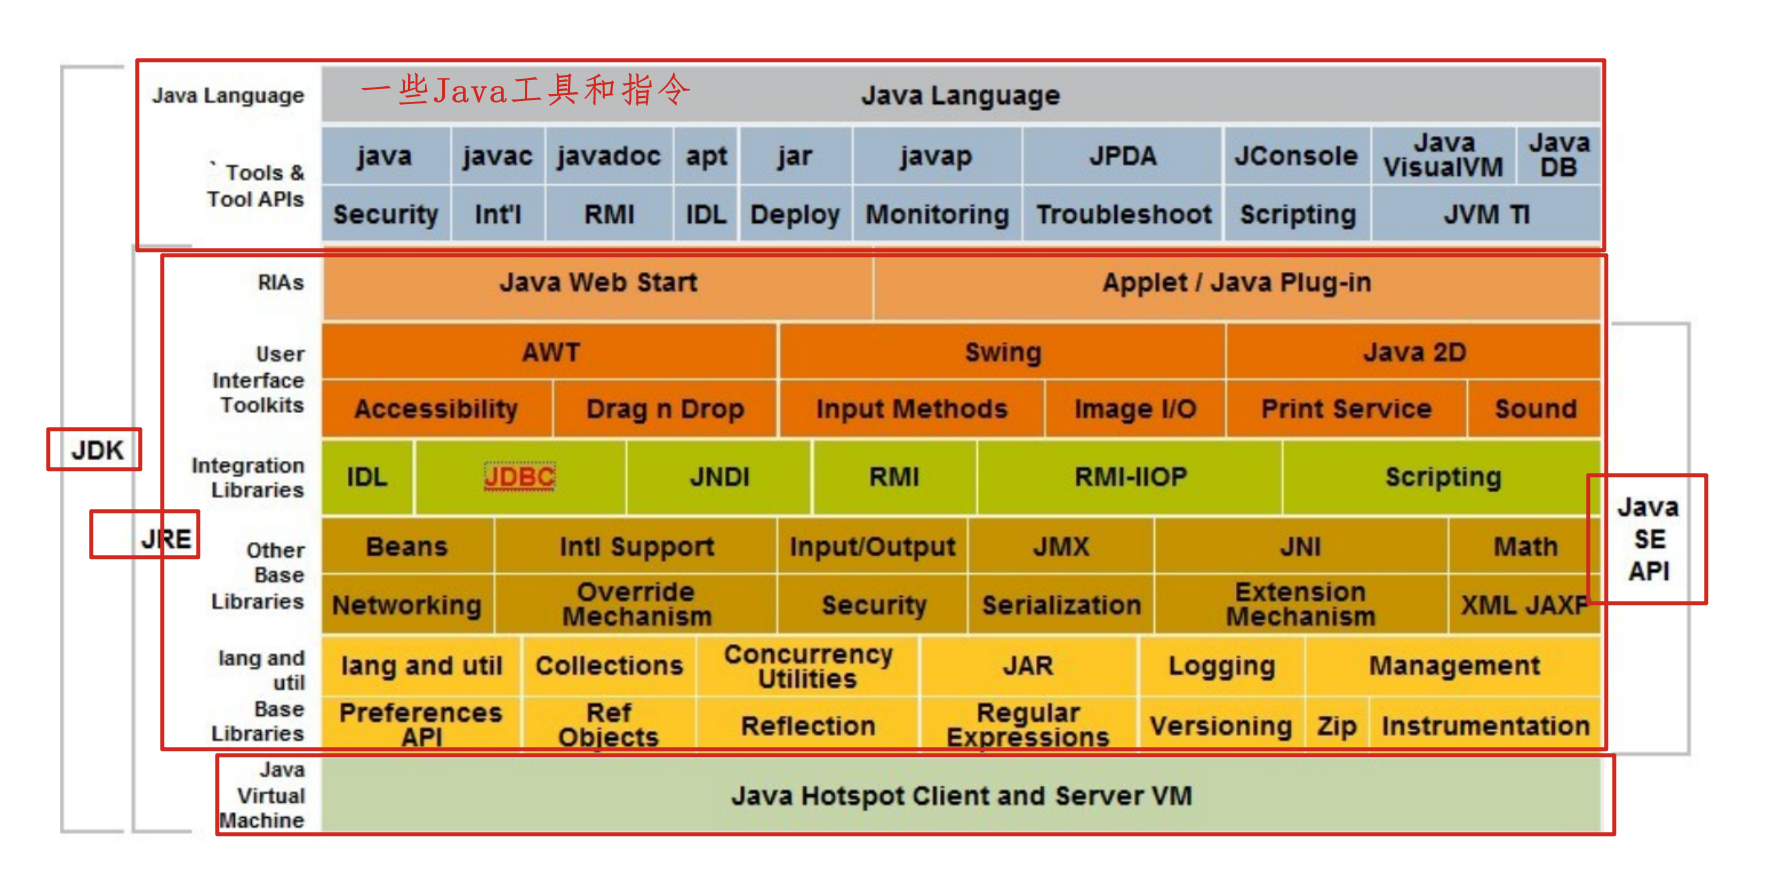 Java Language
一些Java工具和指令
Java Language
` Tools &
Tool APIs
java javac javadoc apt jar javap JPDA JConsole Java VisualVM Java DB
Security Int'l RMI IDL Deploy Monitoring Troubleshoot Scripting JVM TI
RIAs
Java Web Start Applet / Java Plug-in
User
Interface
Toolkits
AWT Swing Java 2D
Accessibility Drag n Drop Input Methods Image I/O Print Service Sound
JDK
Integration
Libraries
IDL JDBC JNDI RMI RMI-IIOP Scripting
JRE
Other
Base
Libraries
Beans Intl Support Input/Output JMX JNI Math
Networking Override Mechanism Security Serialization Extension Mechanism XML JAXP
Java
SE
API
lang and
util
Base
Libraries
lang and util Collections Concurrency Utilities JAR Logging Management
Preferences API Ref Objects Reflection Regular Expressions Versioning Zip Instrumentation
Java
Virtual
Machine
Java Hotspot Client and Server VM